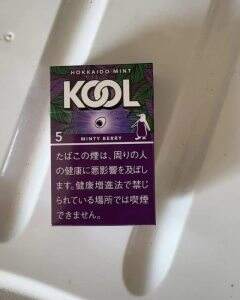 HOKKAIDO MINT
KOOL
5
MINTY BERRY
たばこの煙は、周りの人
の健康に悪影響を及ぼし
ます。健康増進法で禁じ
られている場所では喫煙
できません。